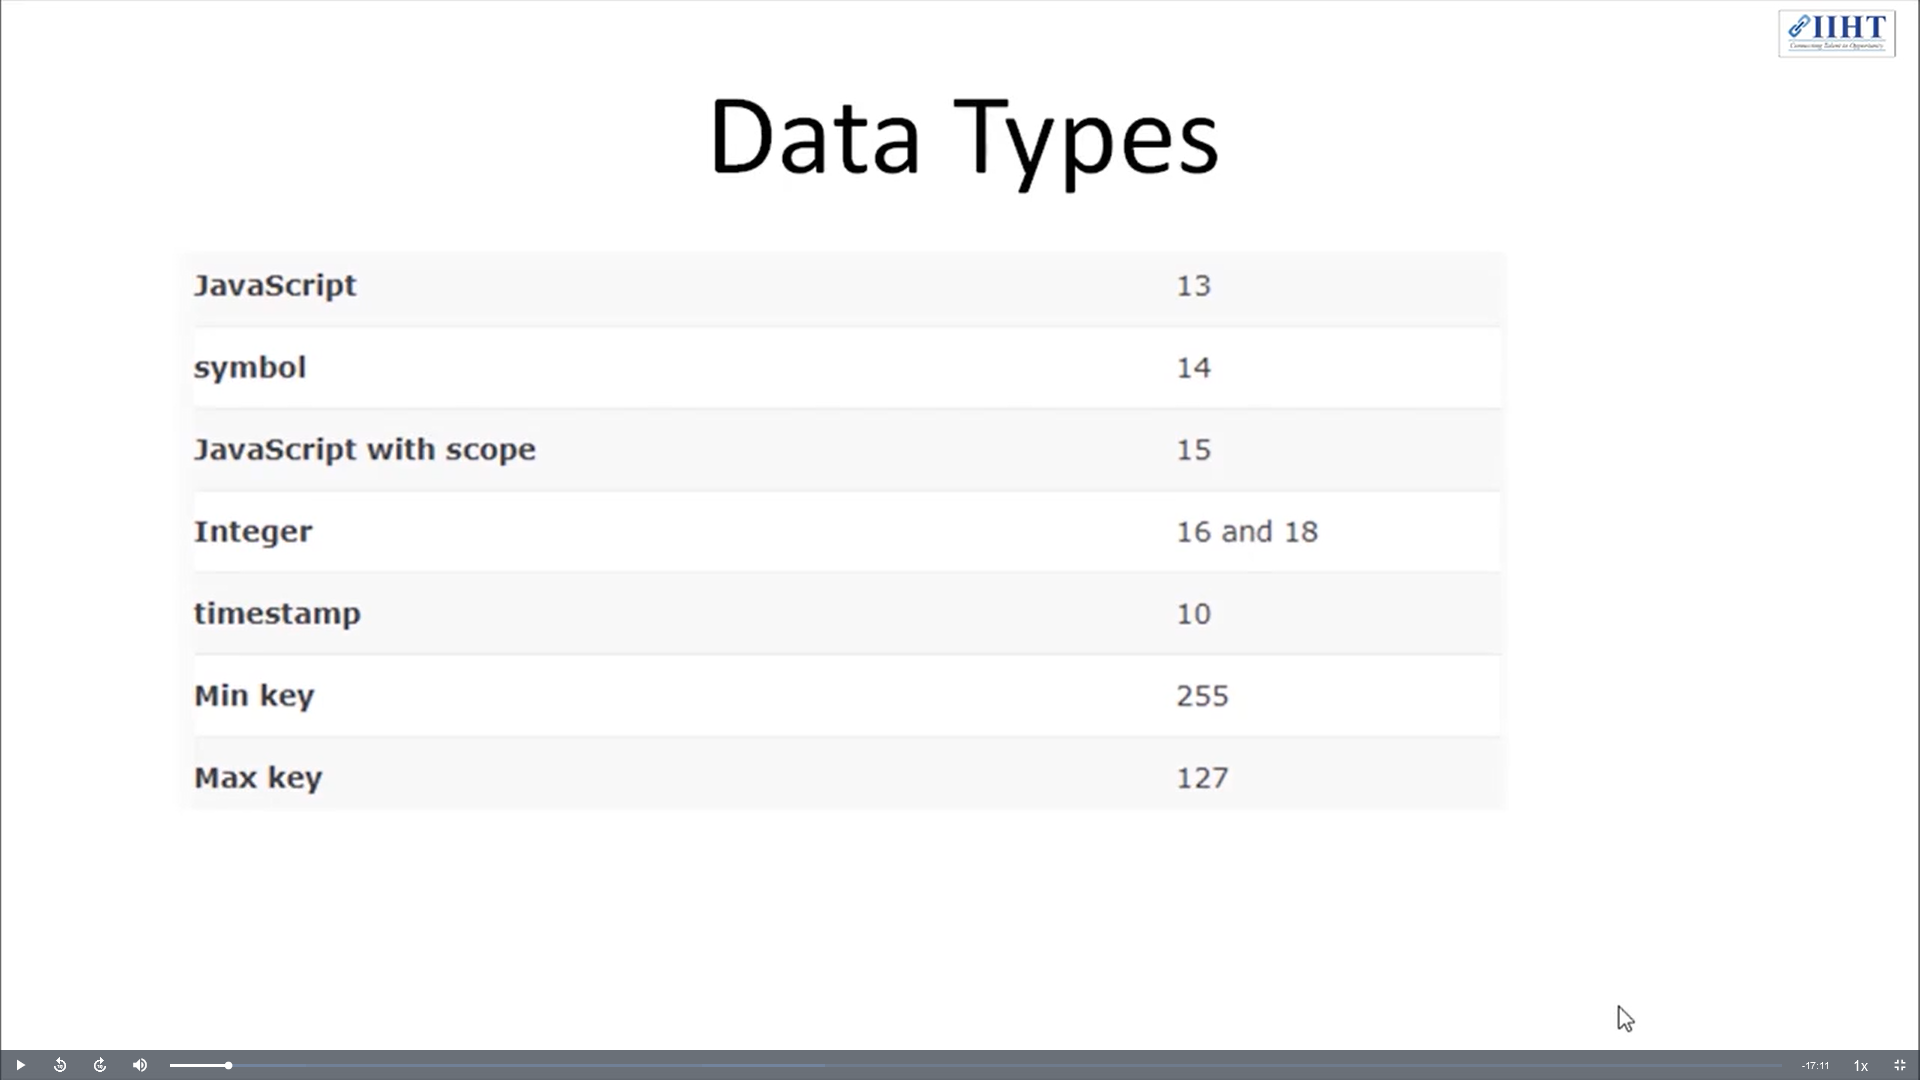 IIHT
Connecting Talent to Opportunity
Data Types
JavaScript 13
symbol 14
JavaScript with scope 15
Integer 16 and 18
timestamp 10
Min key 255
Max key 127
-17:11 1x